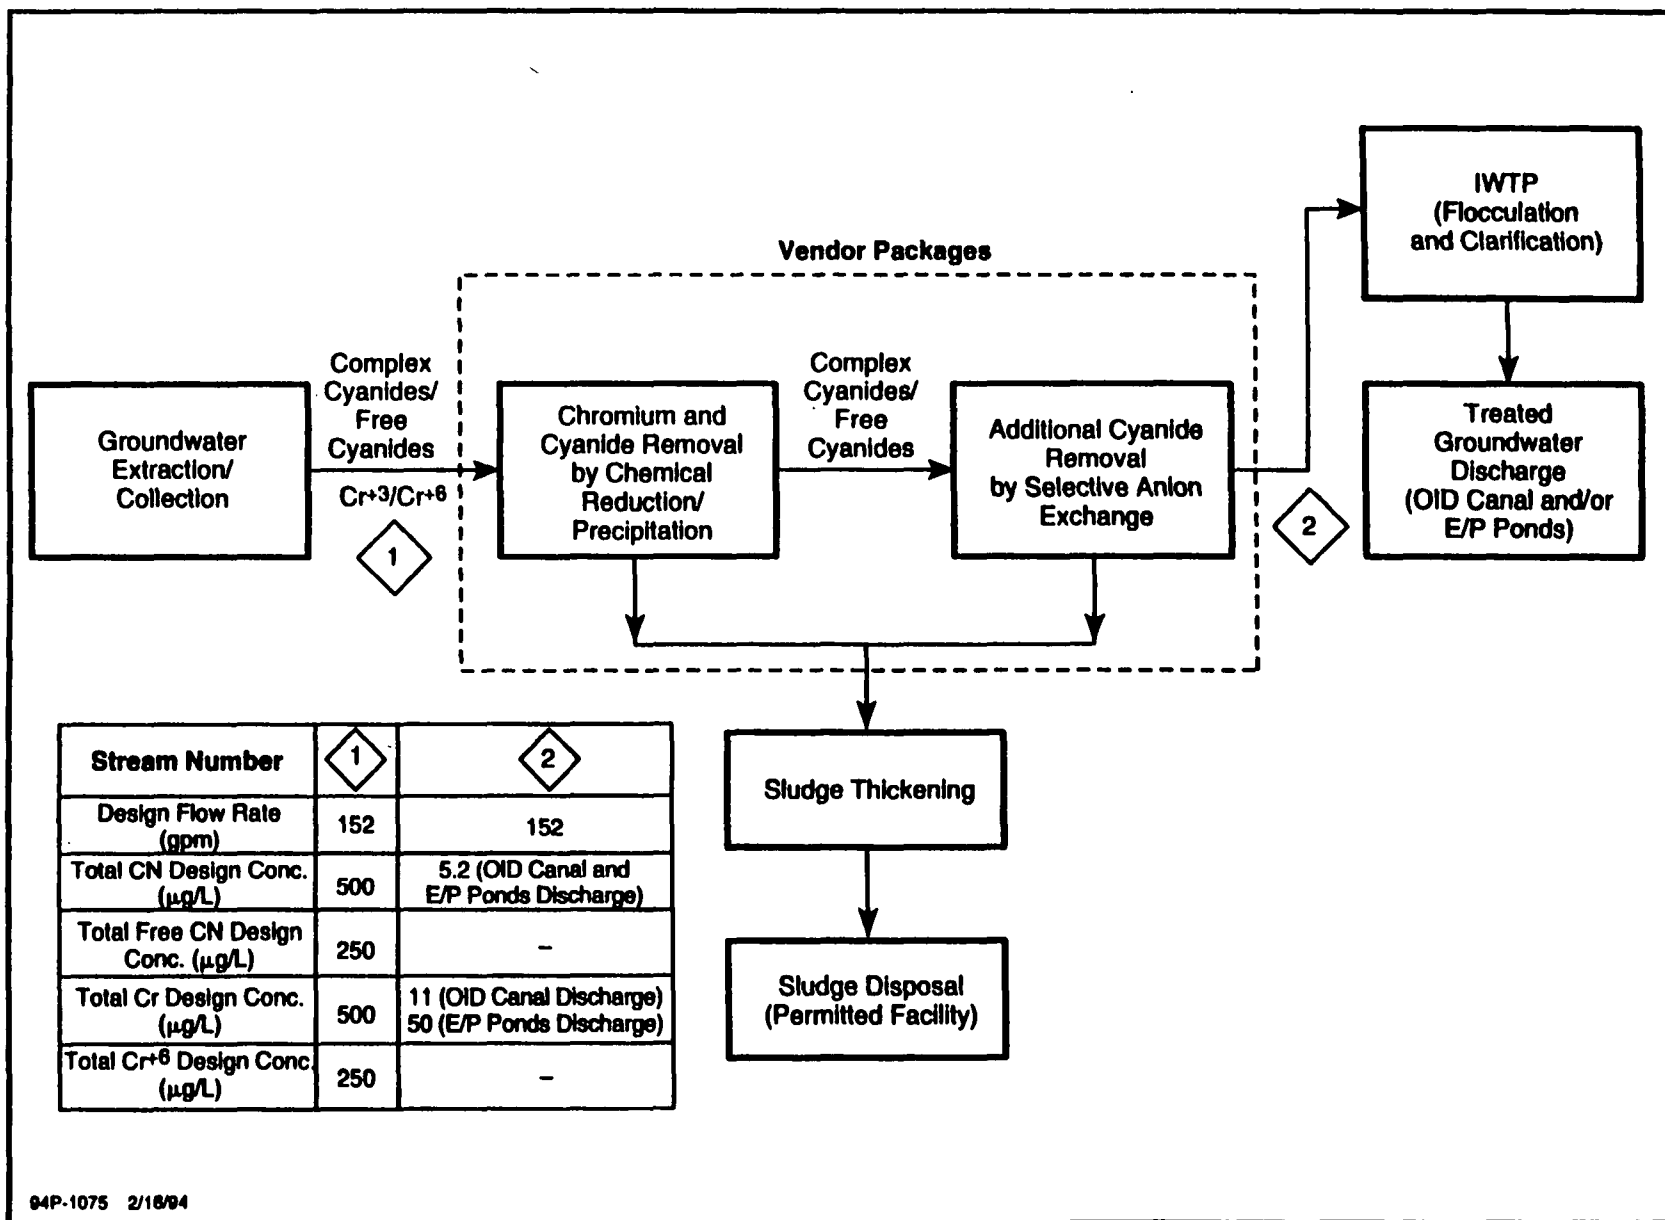 Vendor Packages
IWTP
(Flocculation
and Clarification)
Groundwater
Extraction/
Collection
Complex
Cyanides/
Free
Cyanides
Cr+3/Cr+6
1
Chromium and
Cyanide Removal
by Chemical
Reduction/
Precipitation
Complex
Cyanides/
Free
Cyanides
Additional Cyanide
Removal
by Selective Anion
Exchange
2
Treated
Groundwater
Discharge
(OID Canal and/or
E/P Ponds)
Sludge Thickening
Sludge Disposal
(Permitted Facility)
Stream Number 1 2
Design Flow Rate
(gpm) 152 152
Total CN Design Conc.
(µg/L) 500 5.2 (OID Canal and
E/P Ponds Discharge)
Total Free CN Design
Conc. (µg/L) 250 –
Total Cr Design Conc.
(µg/L) 500 11 (OID Canal Discharge)
50 (E/P Ponds Discharge)
Total Cr+6 Design Conc.
(µg/L) 250 –
94P-1075 2/16/94